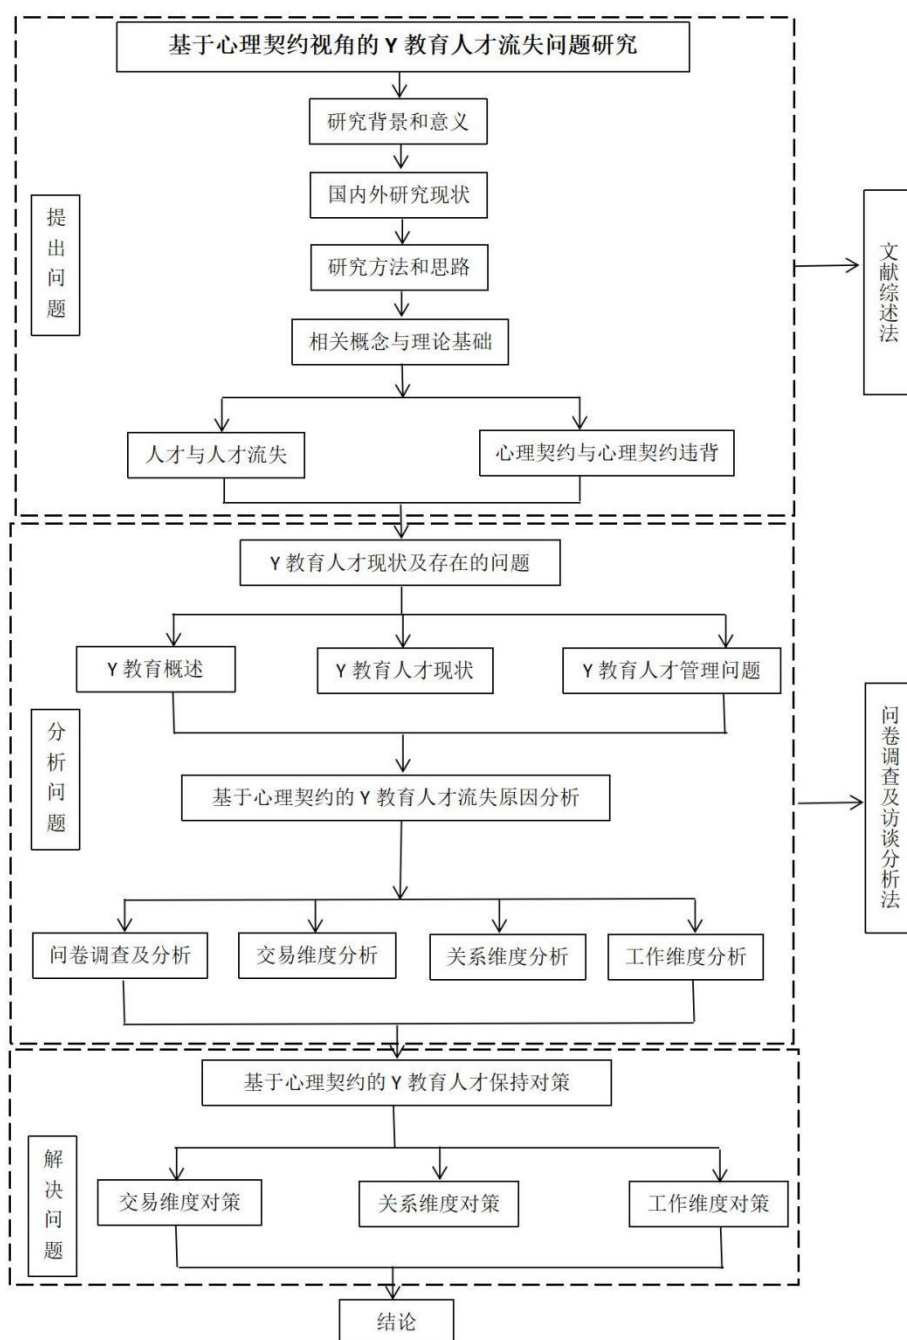 基于心理契约视角的 Y 教育人才流失问题研究
研究背景和意义
国内外研究现状
研究方法和思路
相关概念与理论基础
人才与人才流失
心理契约与心理契约违背
提出问题
文献综述法
Y 教育人才现状及存在的问题
Y 教育概述
Y 教育人才现状
Y 教育人才管理问题
基于心理契约的 Y 教育人才流失原因分析
问卷调查及分析
交易维度分析
关系维度分析
工作维度分析
分析问题
问卷调查及访谈分析法
基于心理契约的 Y 教育人才保持对策
交易维度对策
关系维度对策
工作维度对策
解决问题
结论